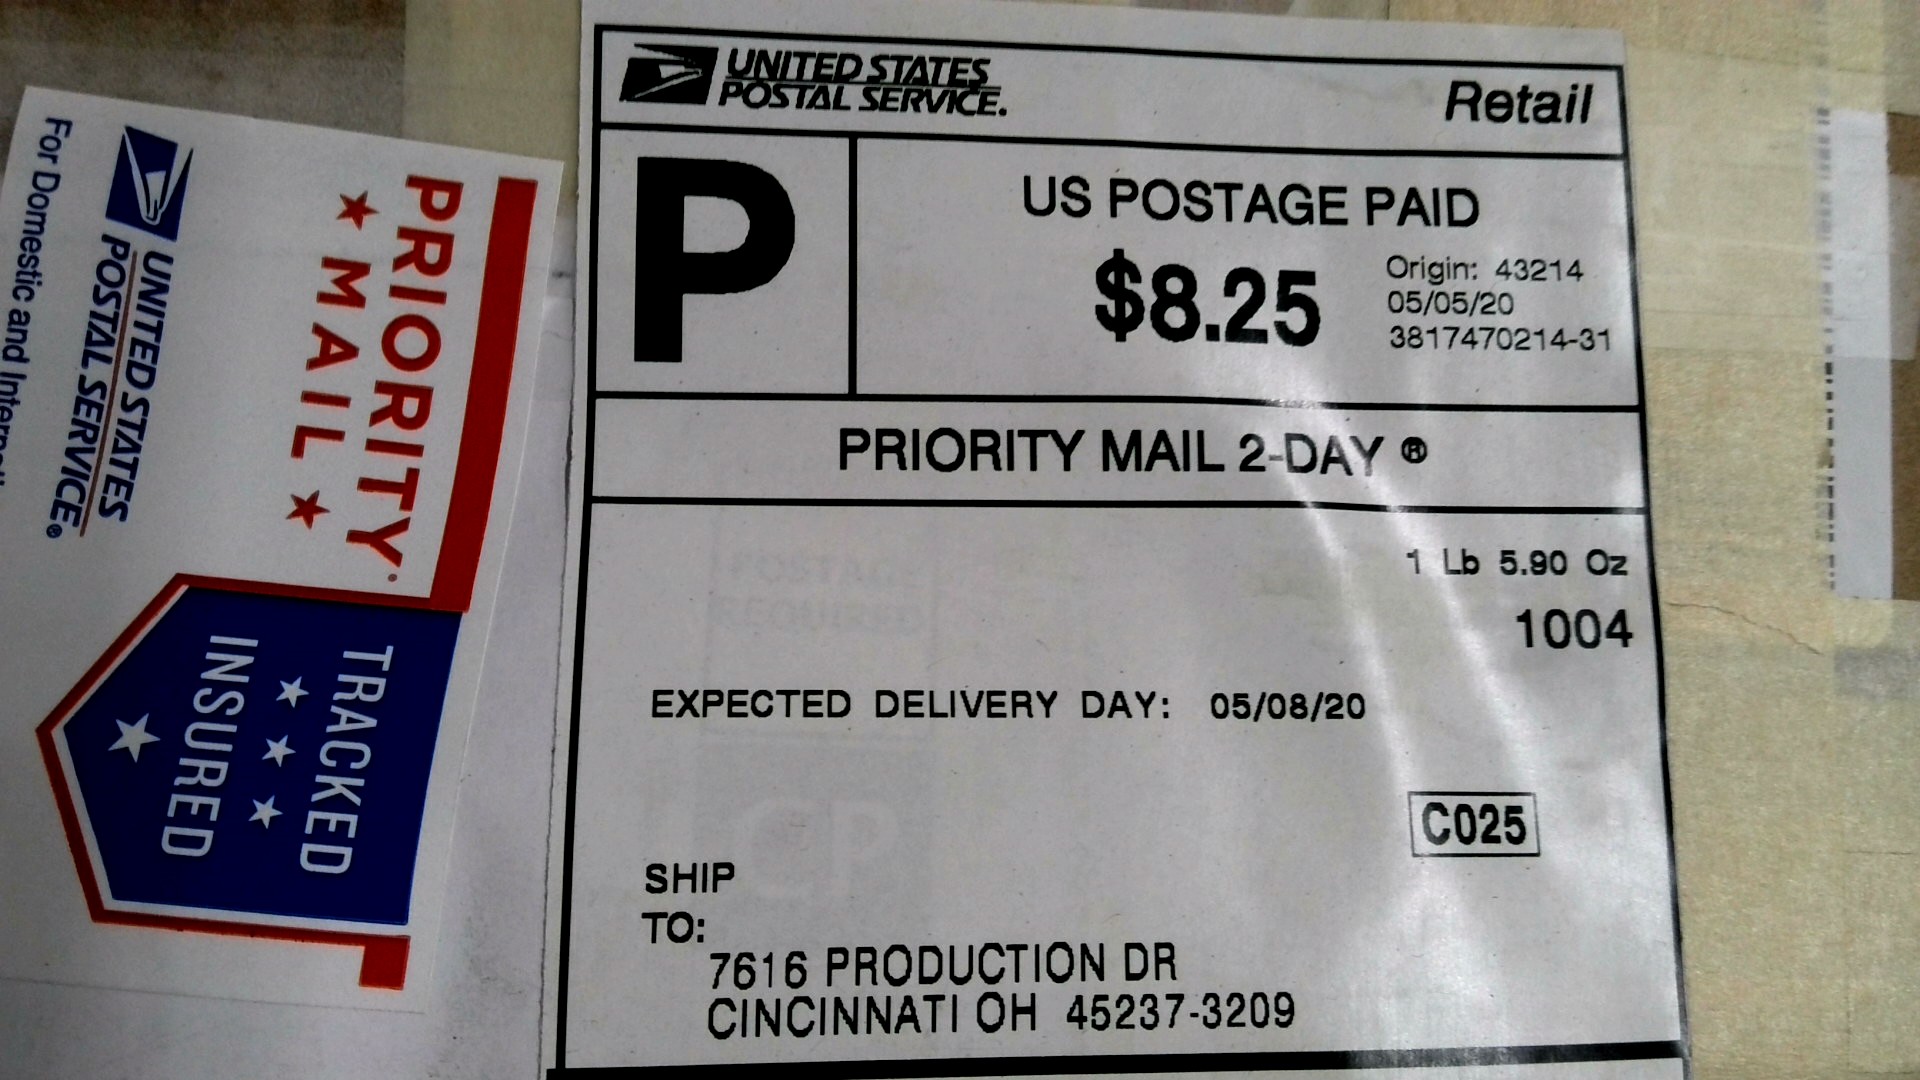 For Domestic and
UNITED STATES
POSTAL SERVICE®
PRIORITY
★ MAIL ★
TRACKED
★ ★ ★
INSURED
★
UNITED STATES
POSTAL SERVICE.
Retail
P
US POSTAGE PAID
$8.25
Origin: 43214
05/05/20
3817470214-31
PRIORITY MAIL 2-DAY ®
1 Lb 5.90 Oz
1004
EXPECTED DELIVERY DAY: 05/08/20
C025
SHIP
TO:
7616 PRODUCTION DR
CINCINNATI OH 45237-3209